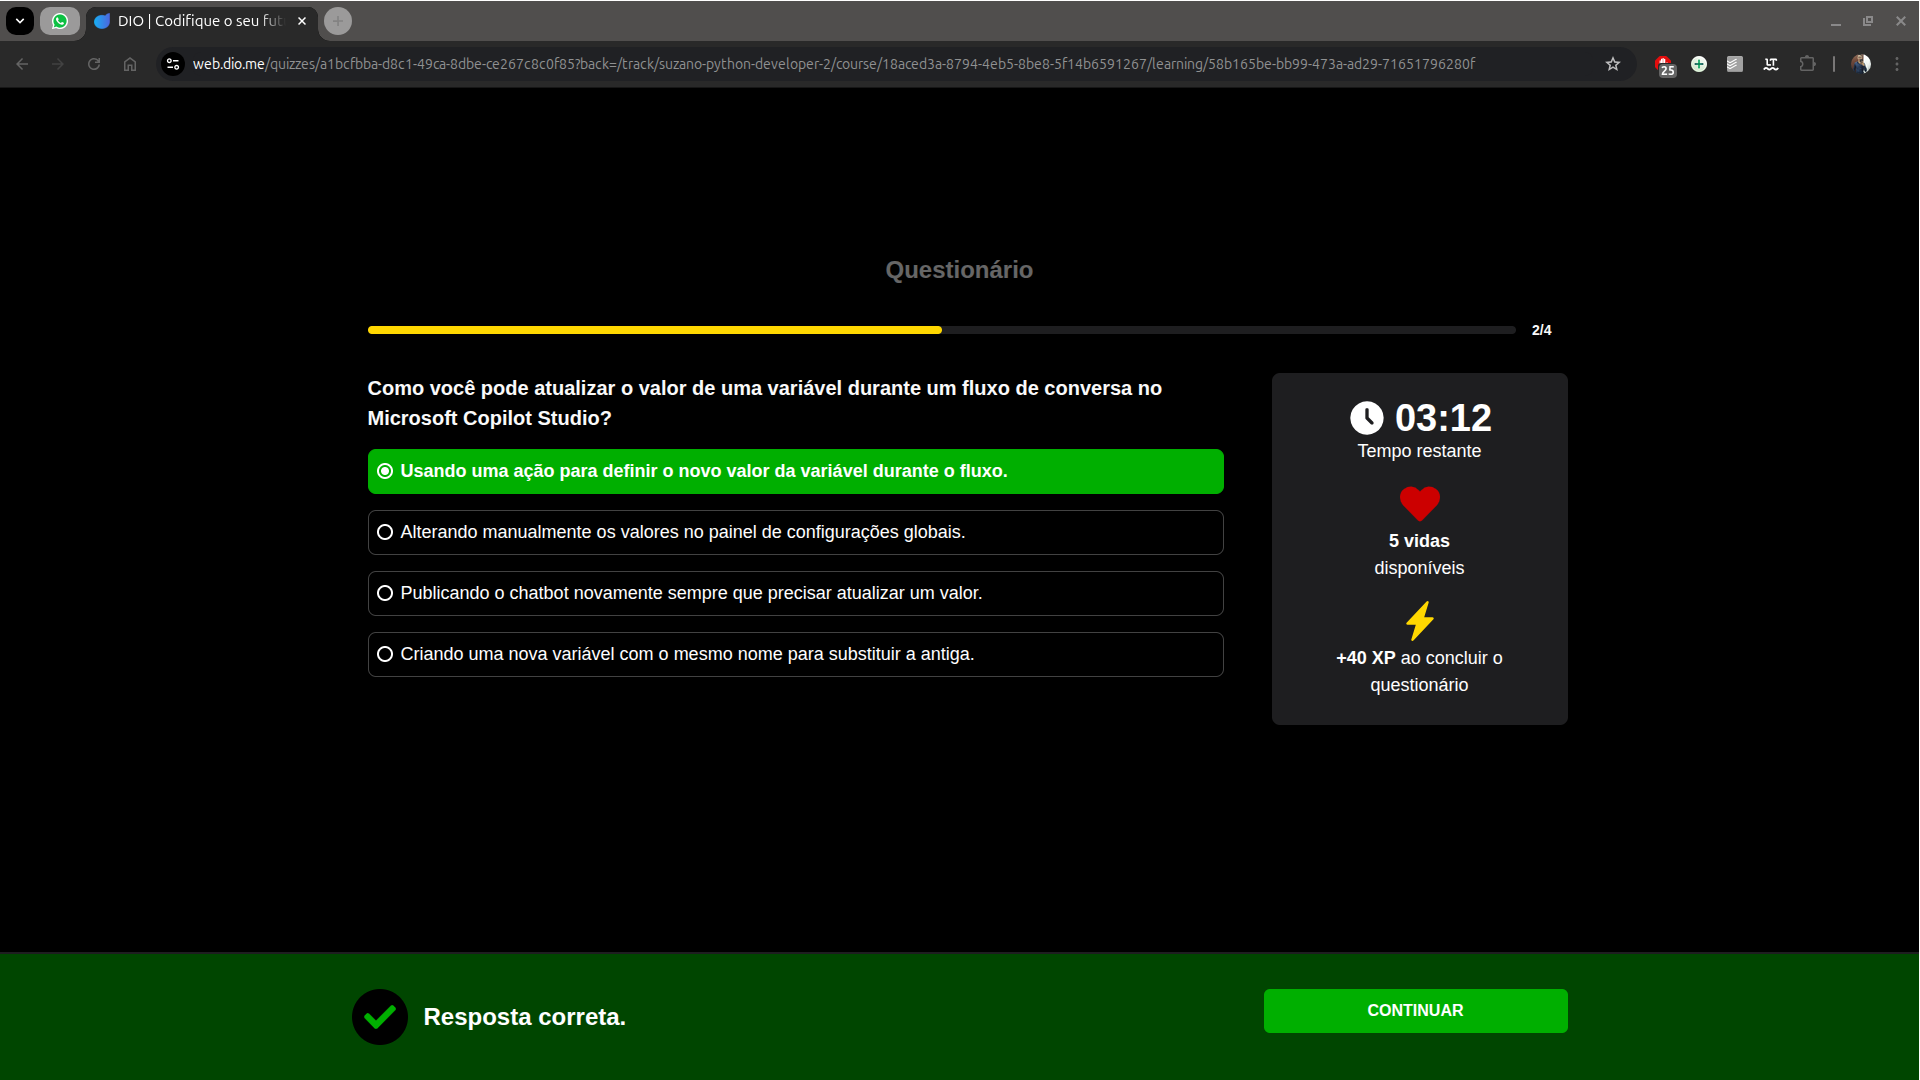 DIO | Codifique o seu fut
web.dio.me/quizzes/a1bcfbba-d8c1-49ca-8dbe-ce267c8c0f85?back=/track/suzano-python-developer-2/course/18aced3a-8794-4eb5-8be8-5f14b6591267/learning/58b165be-bb99-473a-ad29-71651796280f
25
LT
Questionário
2/4
Como você pode atualizar o valor de uma variável durante um fluxo de conversa no
Microsoft Copilot Studio?
Usando uma ação para definir o novo valor da variável durante o fluxo.
Alterando manualmente os valores no painel de configurações globais.
Publicando o chatbot novamente sempre que precisar atualizar um valor.
Criando uma nova variável com o mesmo nome para substituir a antiga.
03:12
Tempo restante
5 vidas
disponíveis
+40 XP ao concluir o
questionário
Resposta correta.
CONTINUAR